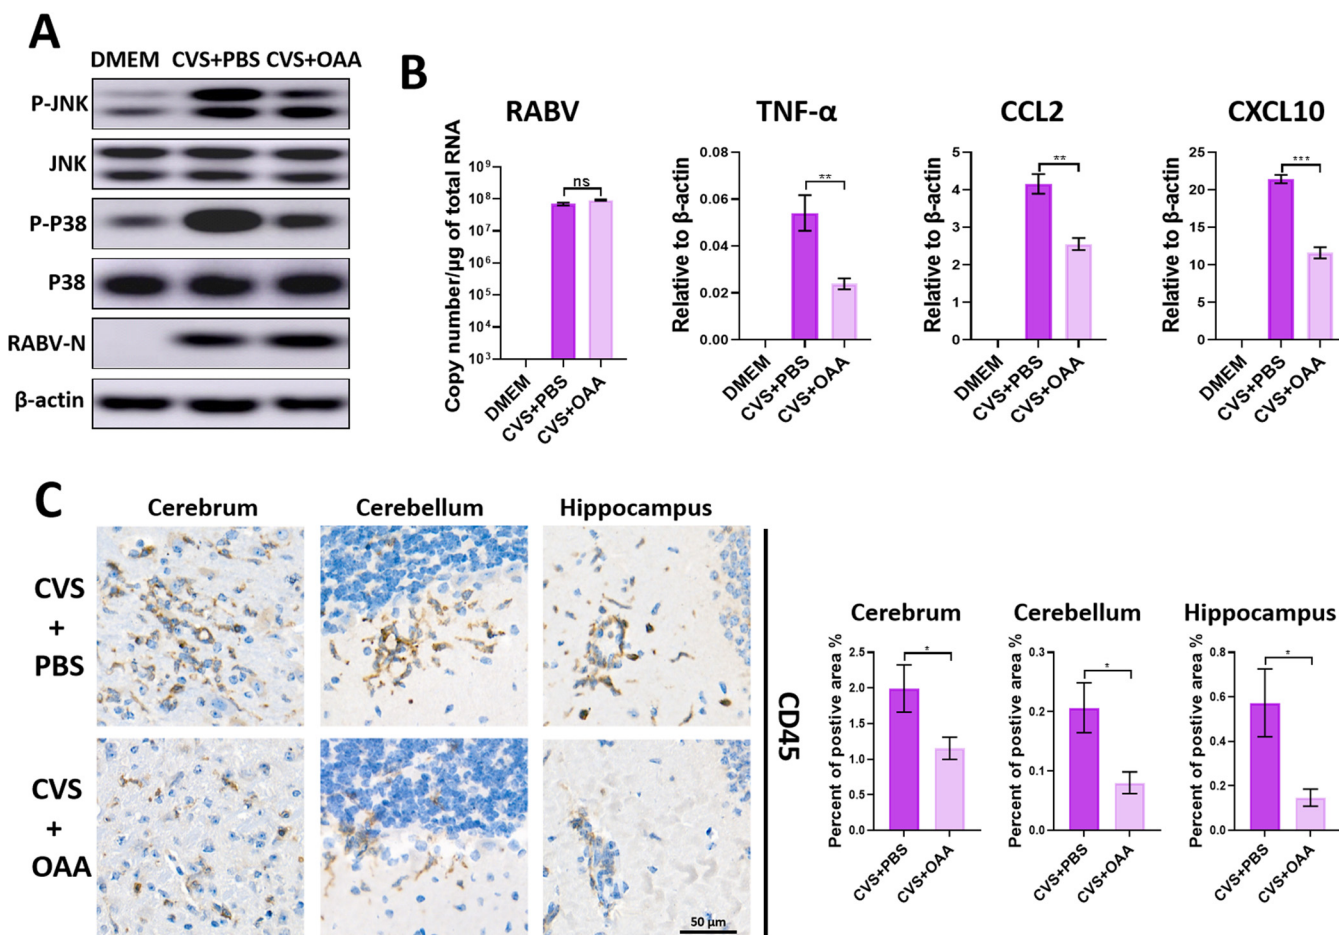 A
DMEM CVS+PBS CVS+OAA
P-JNK
JNK
P-P38
P38
RABV-N
β-actin
B
RABV
Copy number/μg of total RNA
10⁹
10⁸
10⁷
10⁶
10⁵
10⁴
10³
ns
DMEM
CVS+PBS
CVS+OAA
TNF-α
Relative to β-actin
0.08
0.06
0.04
0.02
0.00
**
DMEM
CVS+PBS
CVS+OAA
CCL2
Relative to β-actin
5
4
3
2
1
0
**
DMEM
CVS+PBS
CVS+OAA
CXCL10
Relative to β-actin
25
20
15
10
5
0
***
DMEM
CVS+PBS
CVS+OAA
C
Cerebrum Cerebellum Hippocampus
CVS
+
PBS
CVS
+
OAA
50 μm
CD45
Cerebrum
Percent of postive area %
2.5
2.0
1.5
1.0
0.5
0.0
*
CVS+PBS
CVS+OAA
Cerebellum
Percent of postive area %
0.3
0.2
0.1
0.0
*
CVS+PBS
CVS+OAA
Hippocampus
Percent of postive area %
0.8
0.6
0.4
0.2
0.0
*
CVS+PBS
CVS+OAA